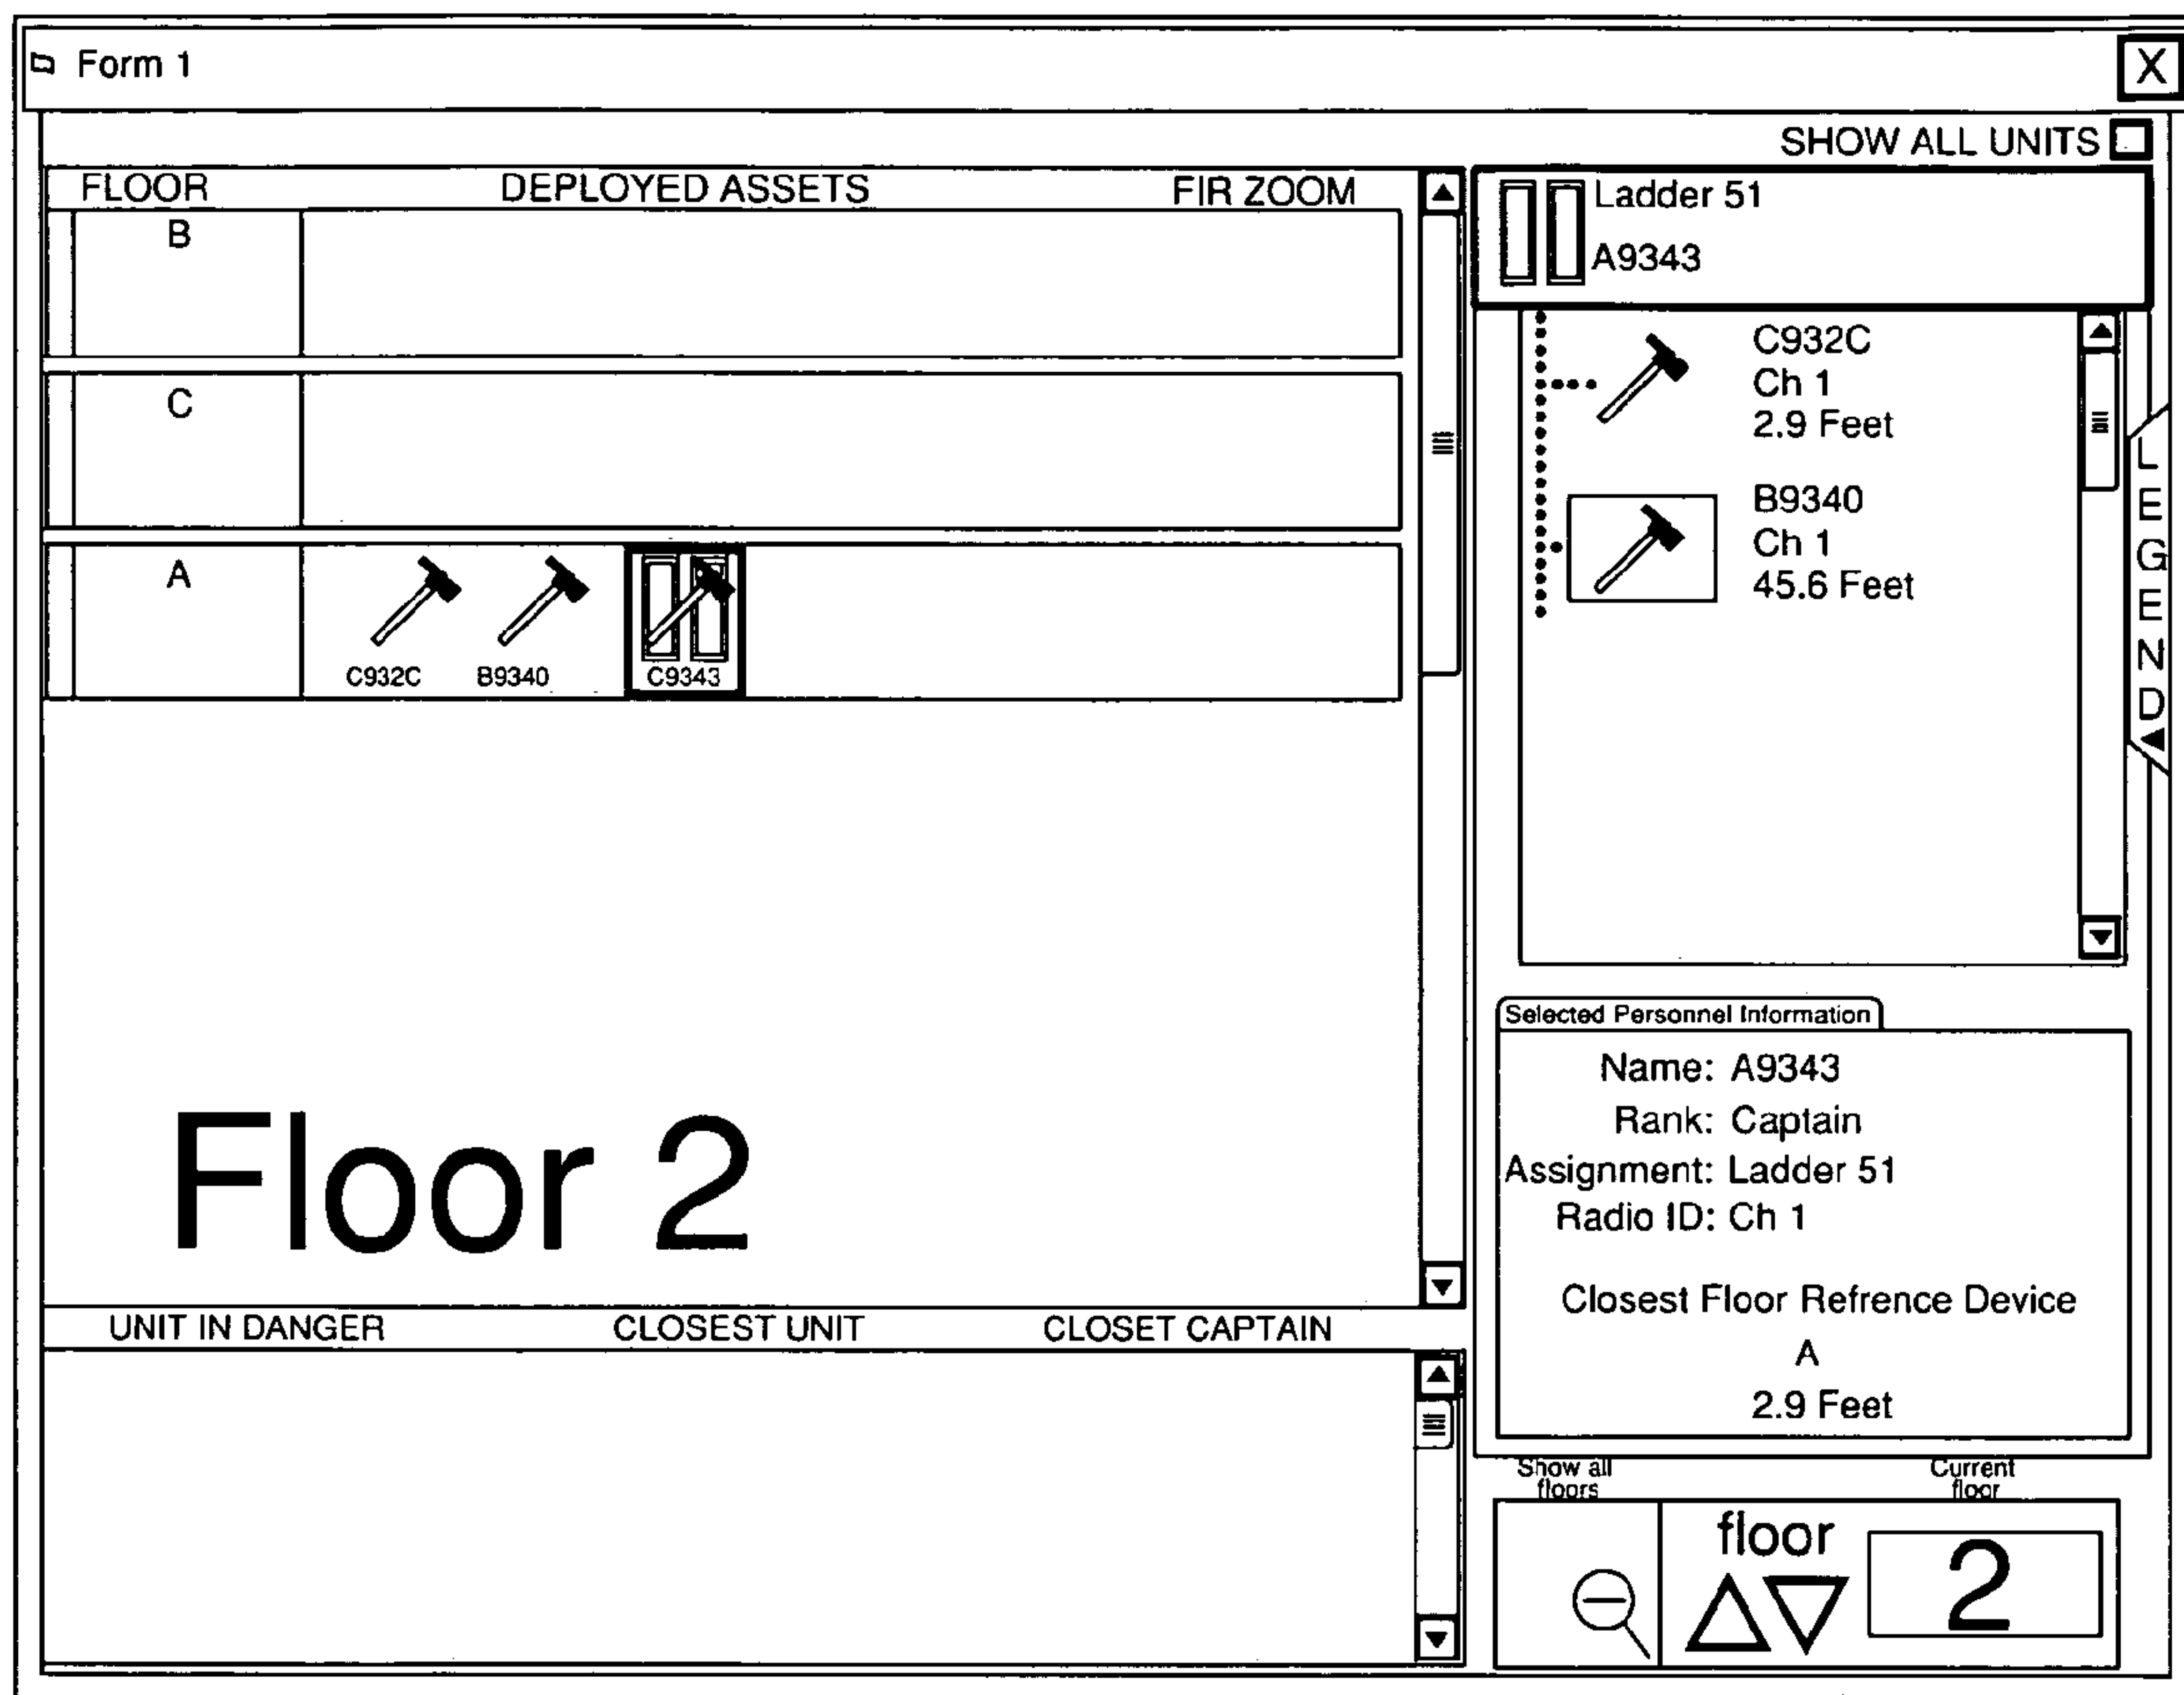 Form 1
X
SHOW ALL UNITS
FLOOR DEPLOYED ASSETS FIR ZOOM
B
C
A
C932C B9340 C9343
Floor 2
UNIT IN DANGER CLOSEST UNIT CLOSET CAPTAIN
Ladder 51
A9343
C932C
Ch 1
2.9 Feet
B9340
Ch 1
45.6 Feet
LEGEND
Selected Personnel Information
Name: A9343
Rank: Captain
Assignment: Ladder 51
Radio ID: Ch 1
Closest Floor Refrence Device
A
2.9 Feet
Show all
floors
Current
floor
floor
2